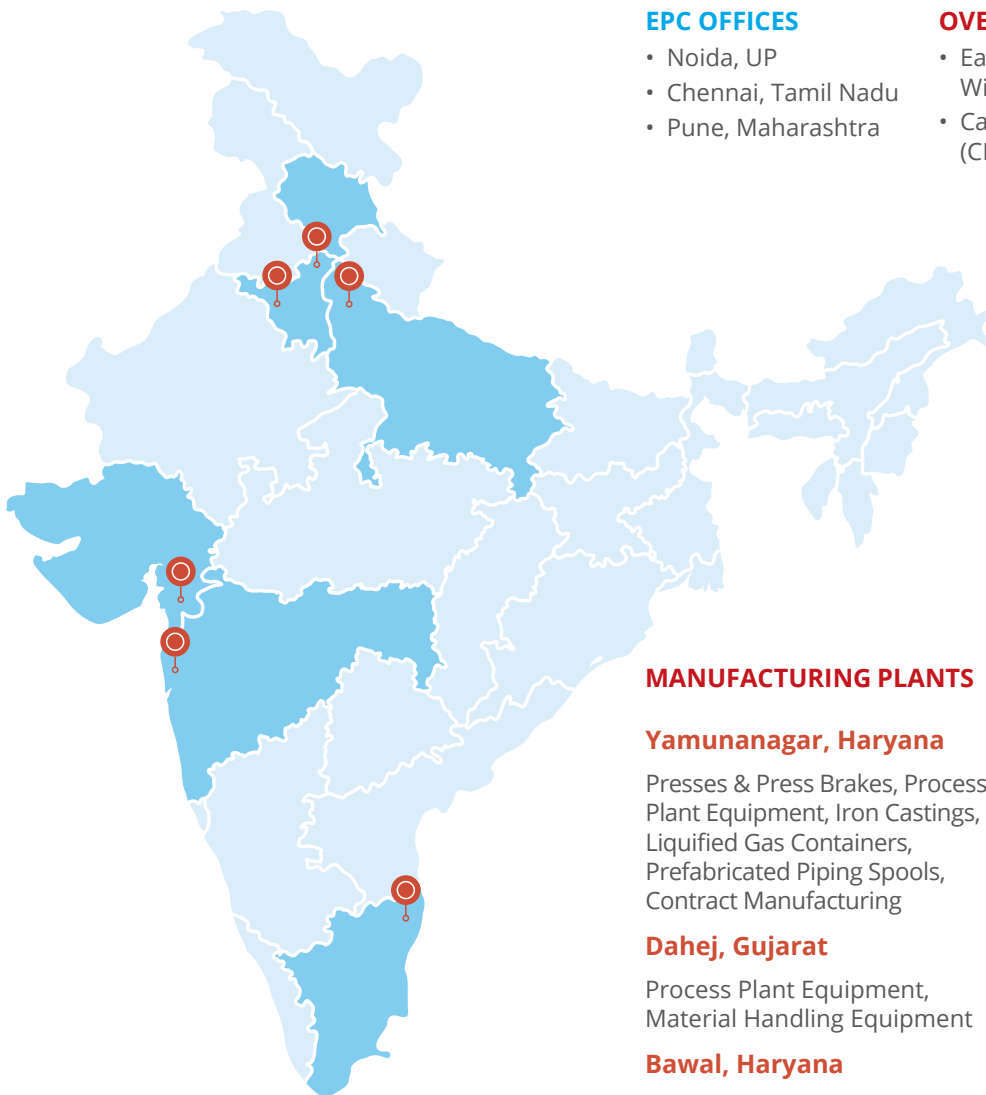 EPC OFFICES
• Noida, UP
• Chennai, Tamil Nadu
• Pune, Maharashtra
MANUFACTURING PLANTS
Yamunanagar, Haryana
Presses & Press Brakes, Process
Plant Equipment, Iron Castings,
Liquified Gas Containers,
Prefabricated Piping Spools,
Contract Manufacturing
Dahej, Gujarat
Process Plant Equipment,
Material Handling Equipment
Bawal, Haryana